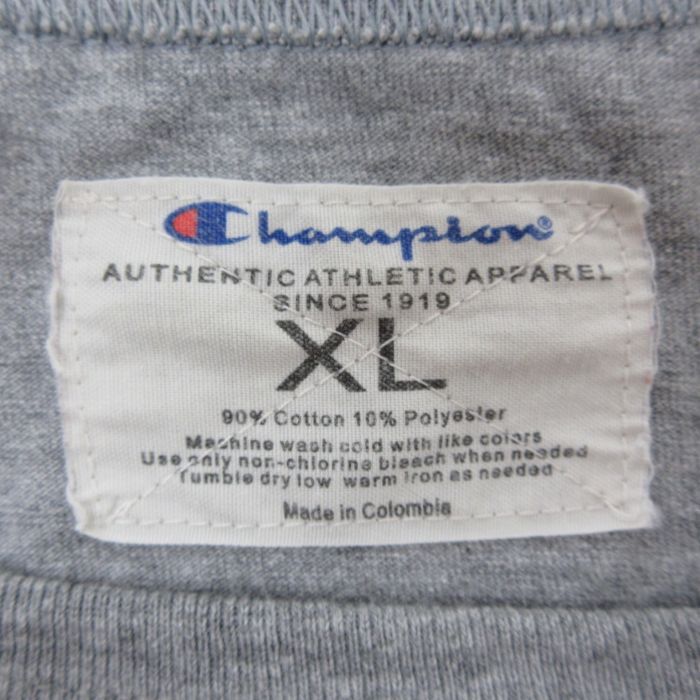 Champion®
AUTHENTIC ATHLETIC APPAREL
SINCE 1919
XL
90% Cotton 10% Polyester
Machine wash cold with like colors
Use only non-chlorine bleach when needed
Tumble dry low warm iron as needed
Made in Colombia